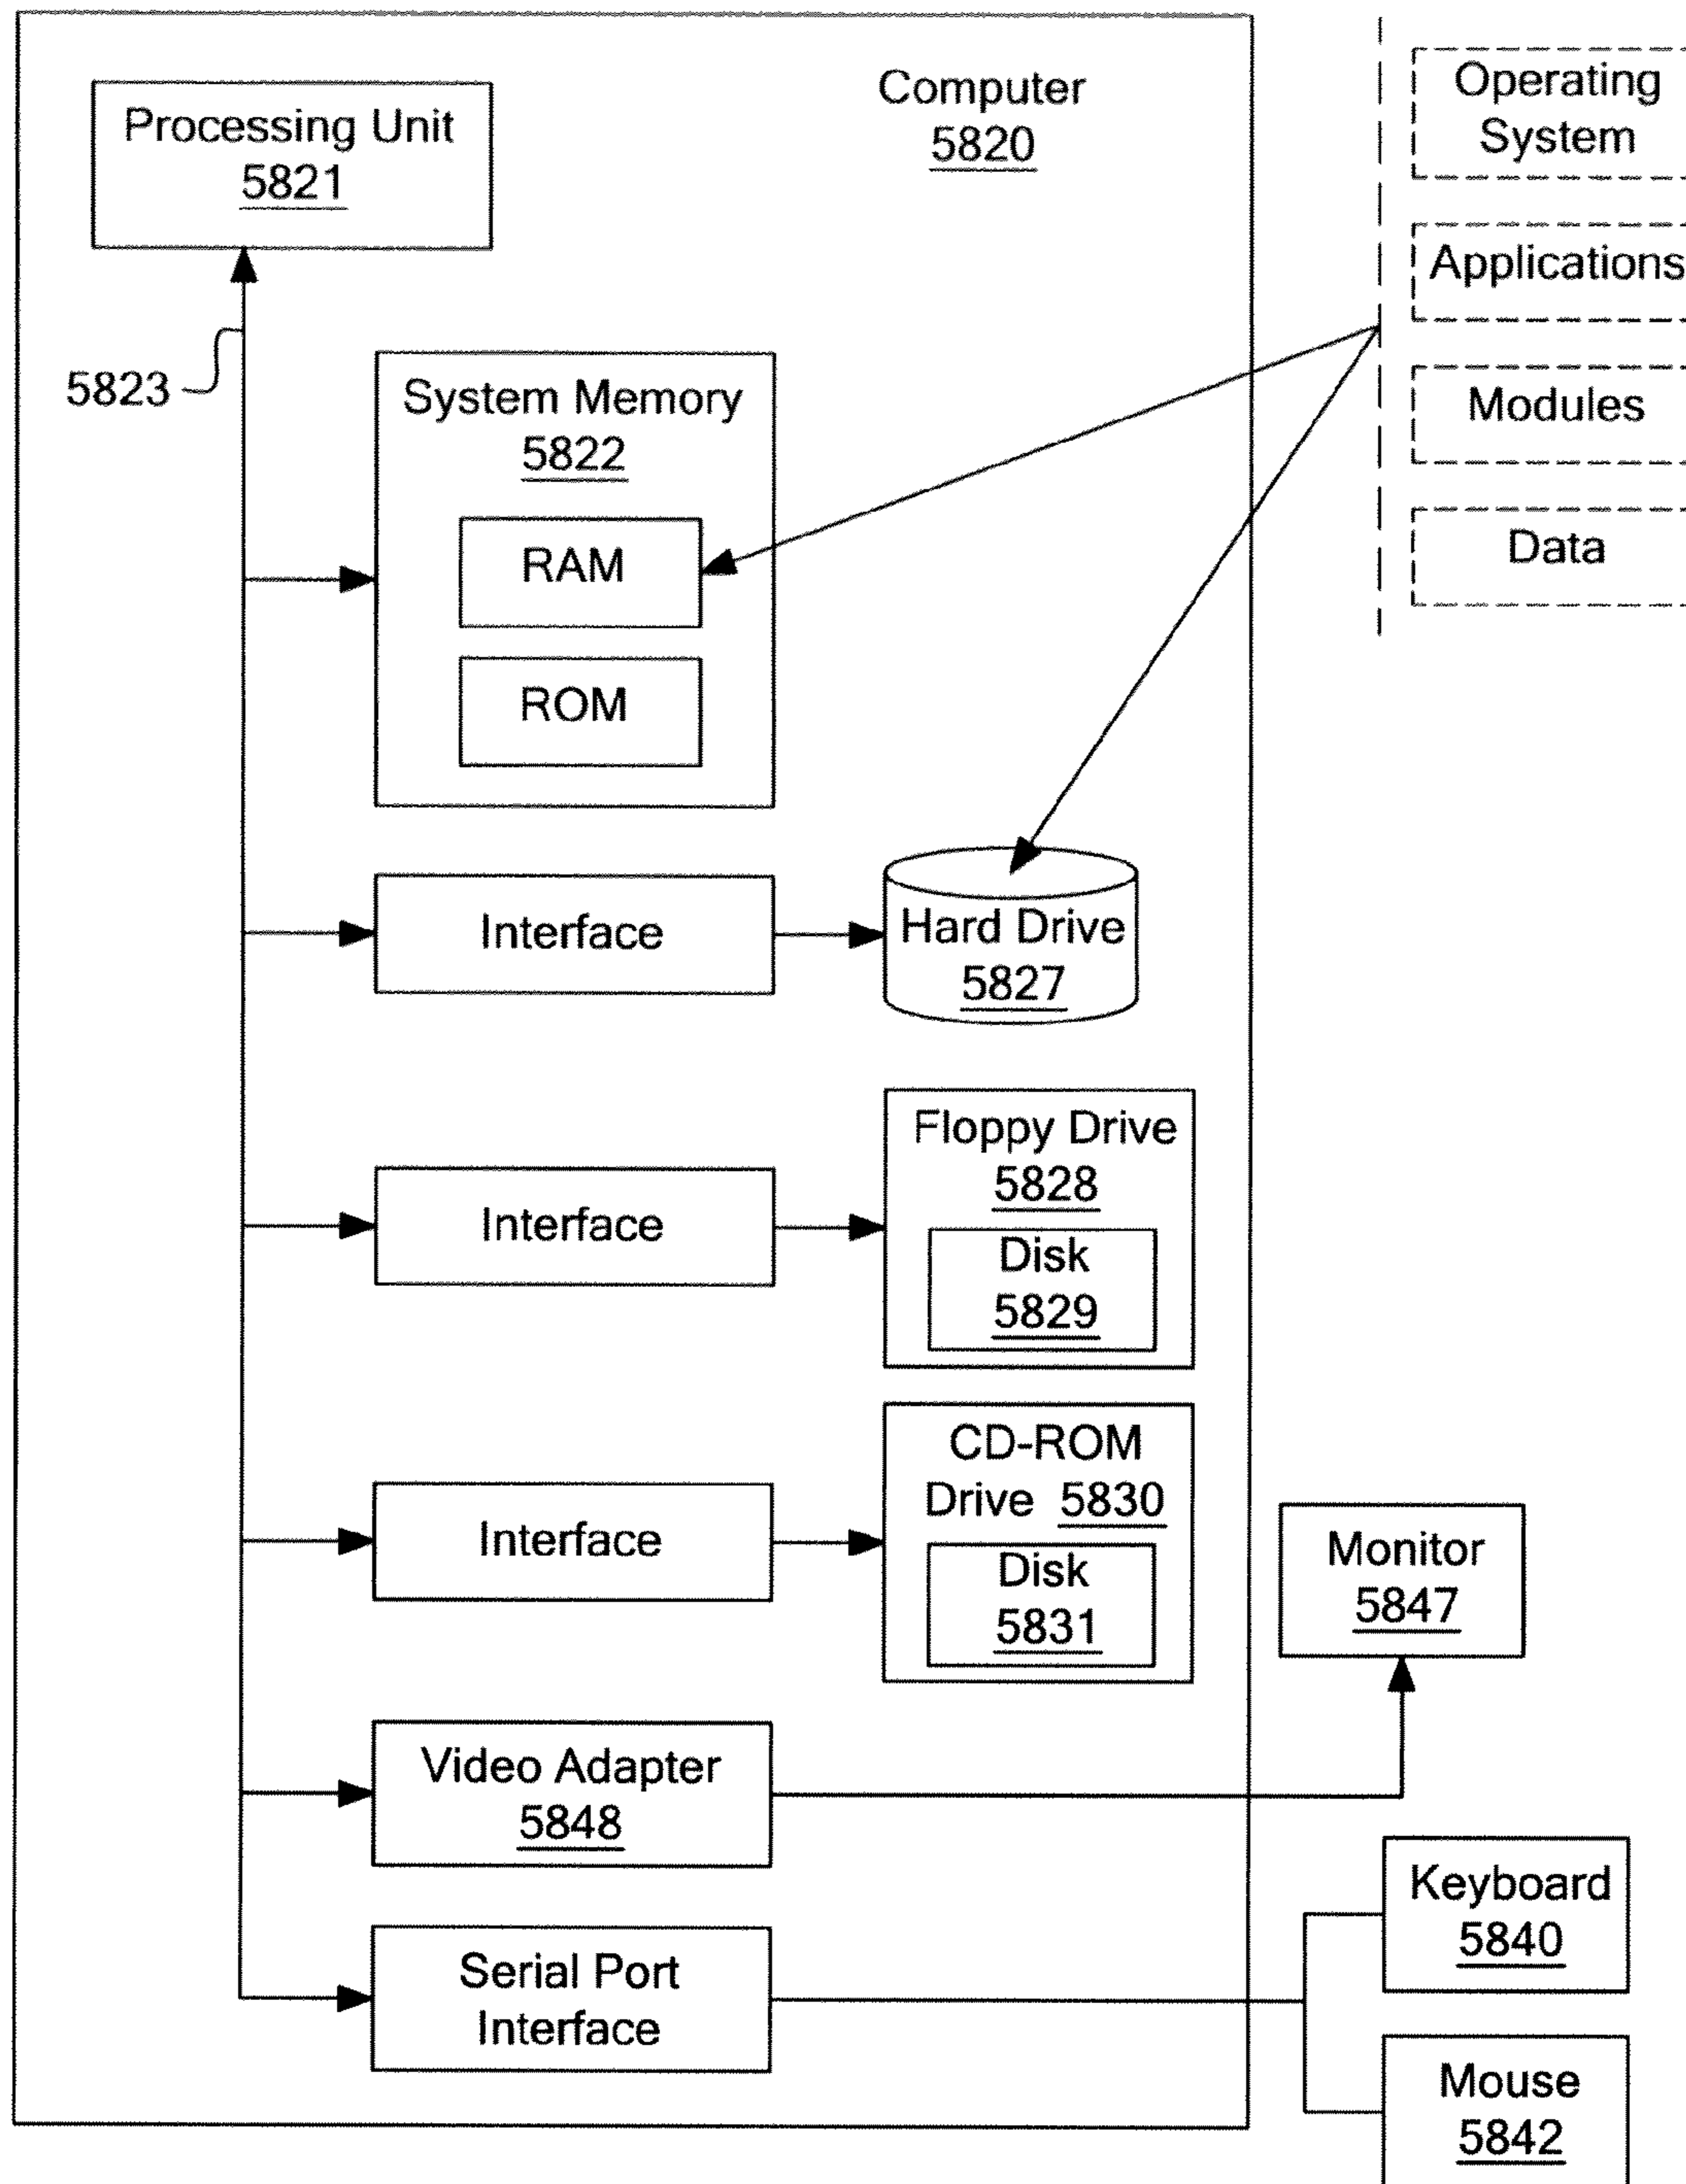 Computer
5820
Processing Unit
5821
5823
System Memory
5822
RAM
ROM
Interface
Hard Drive
5827
Interface
Floppy Drive
5828
Disk
5829
Interface
CD-ROM
Drive 5830
Disk
5831
Video Adapter
5848
Serial Port
Interface
Operating
System
Applications
Modules
Data
Monitor
5847
Keyboard
5840
Mouse
5842